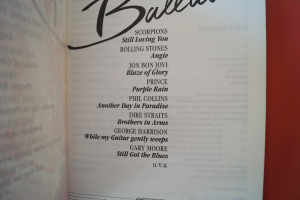 Ballads
SCORPIONS
Still Loving You
ROLLING STONES
Angie
JON BON JOVI
Blaze of Glory
PRINCE
Purple Rain
PHIL COLLINS
Another Day in Paradise
DIRE STRAITS
Brothers in Arms
GEORGE HARRISON
While my Guitar gently weeps
GARY MOORE
Still Got the Blues
u.v.a.